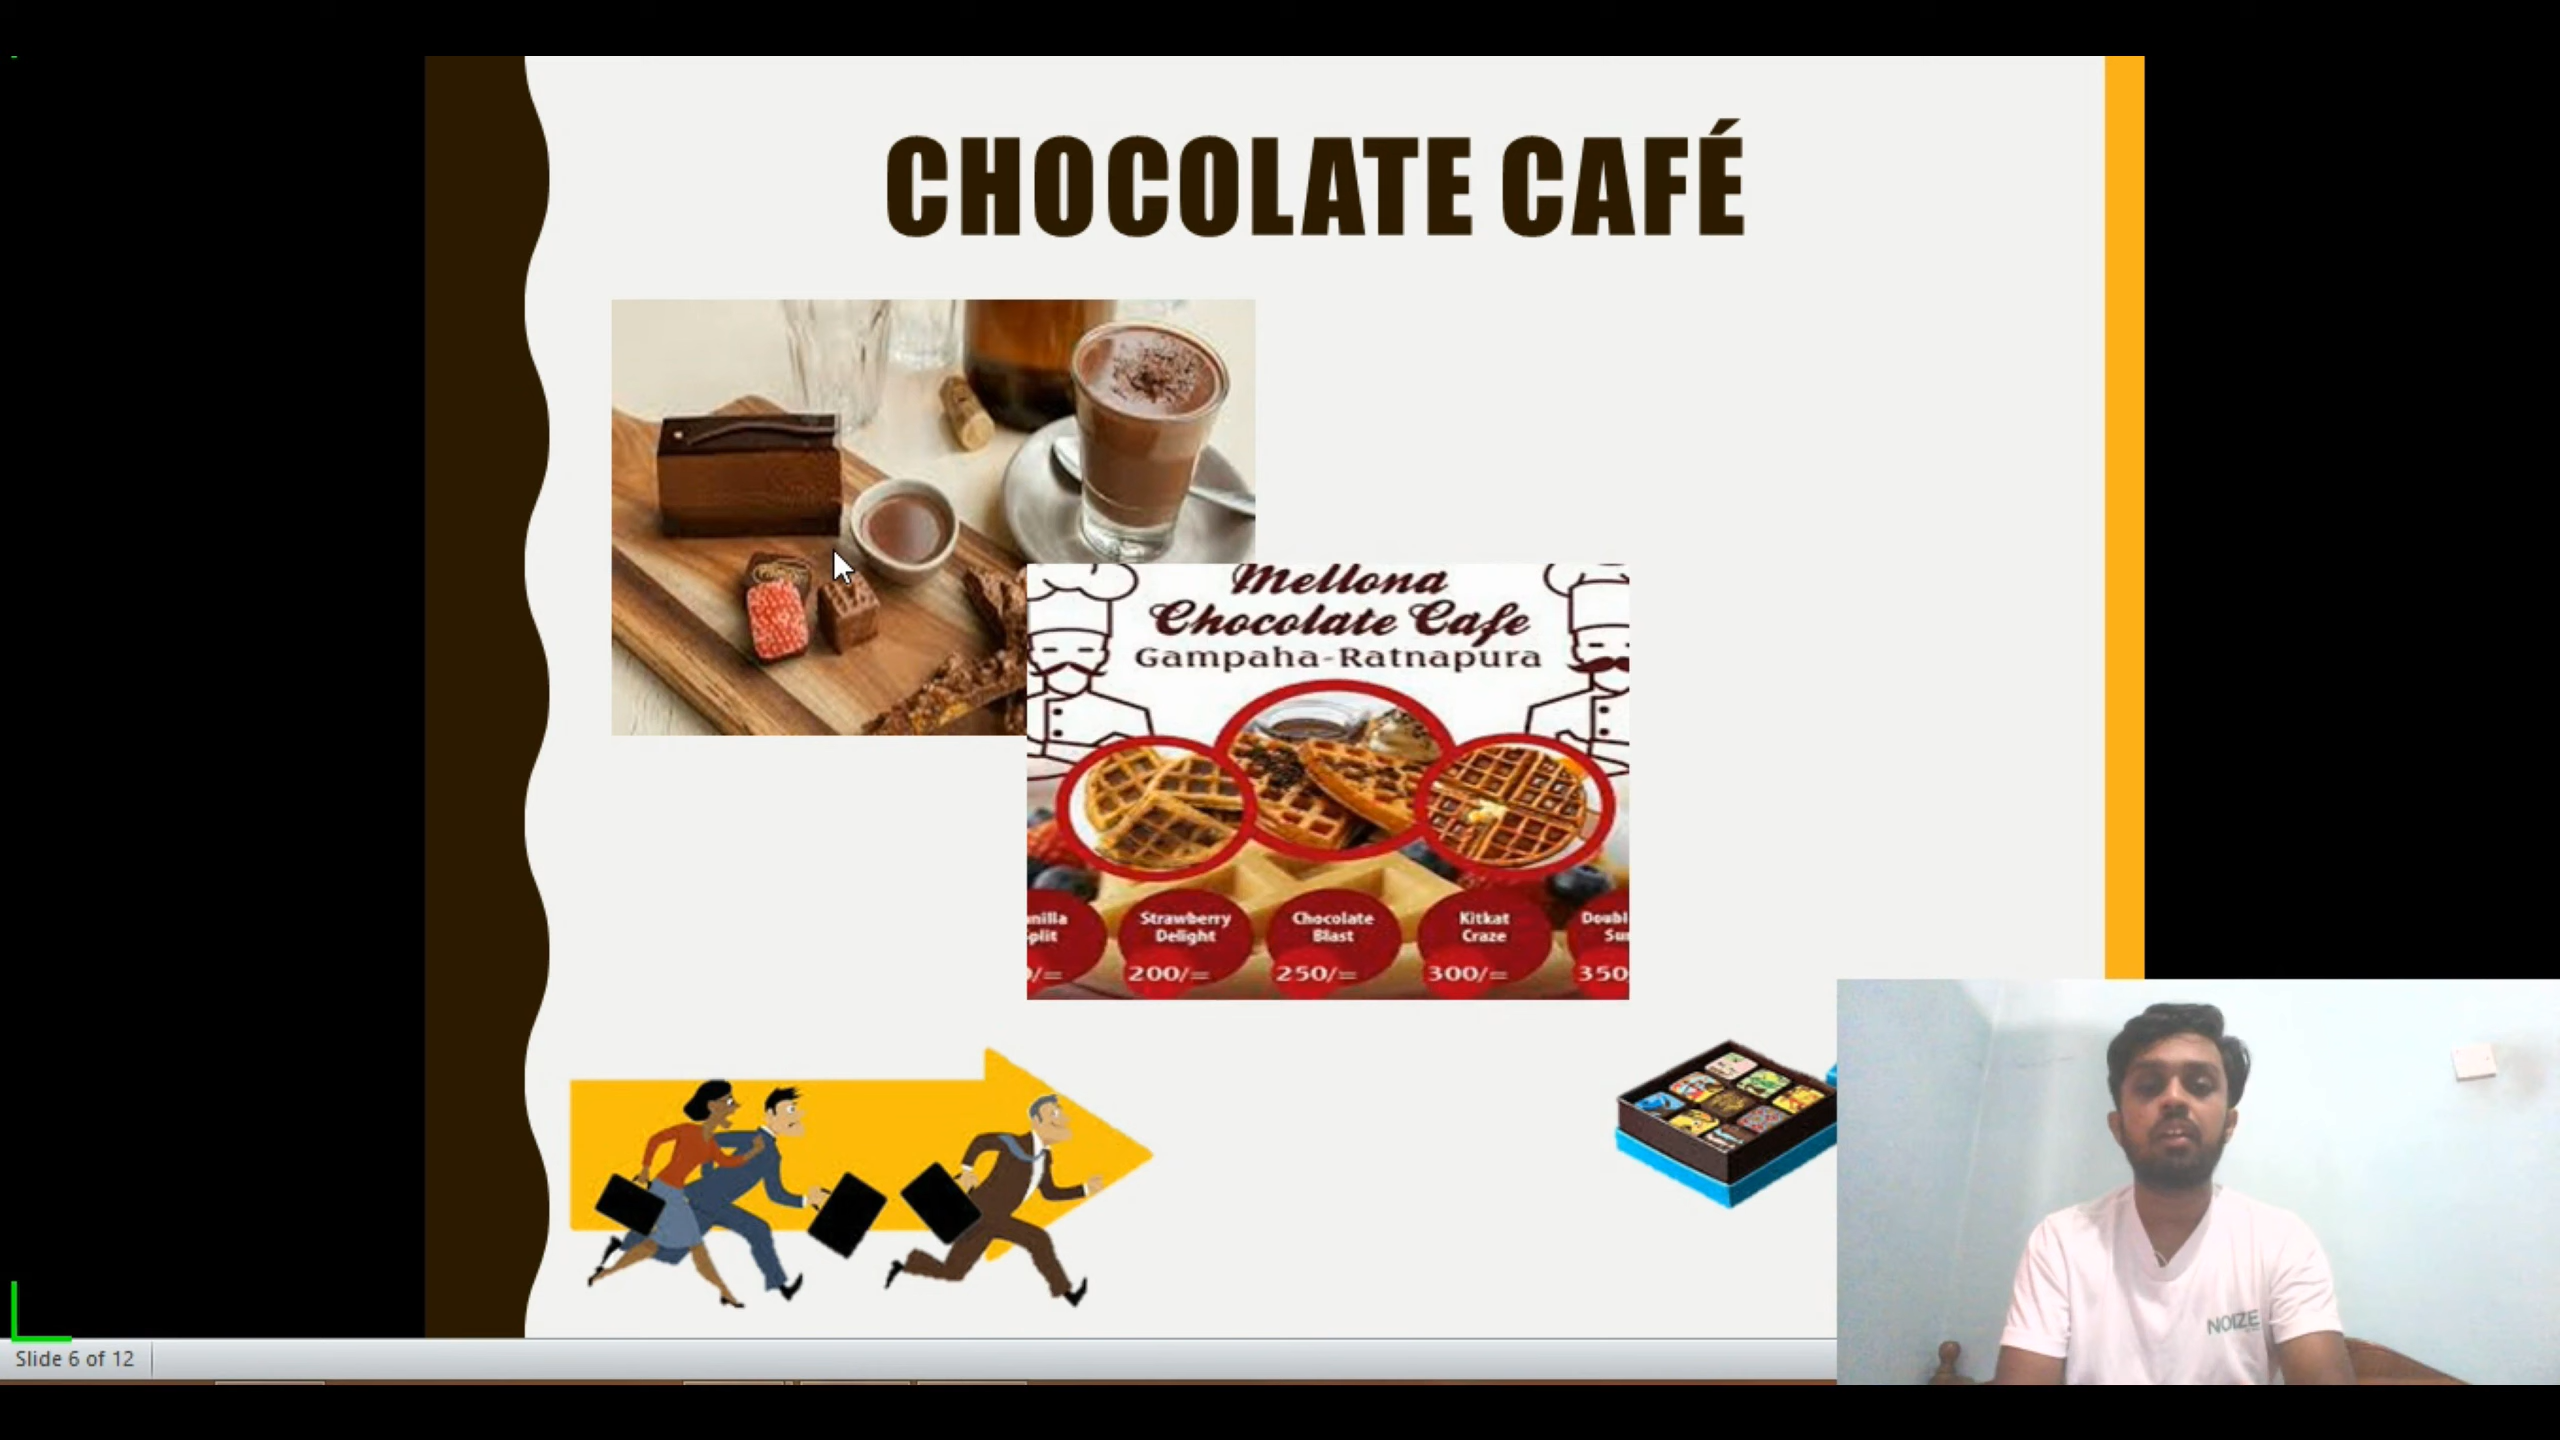 CHOCOLATE CAFÉ
Mellona
Chocolate Cafe
Gampaha-Ratnapura
Strawberry
Delight
200/=
Chocolate
Blast
250/=
Kitkat
Craze
300/=
350
NOIZE
Slide 6 of 12